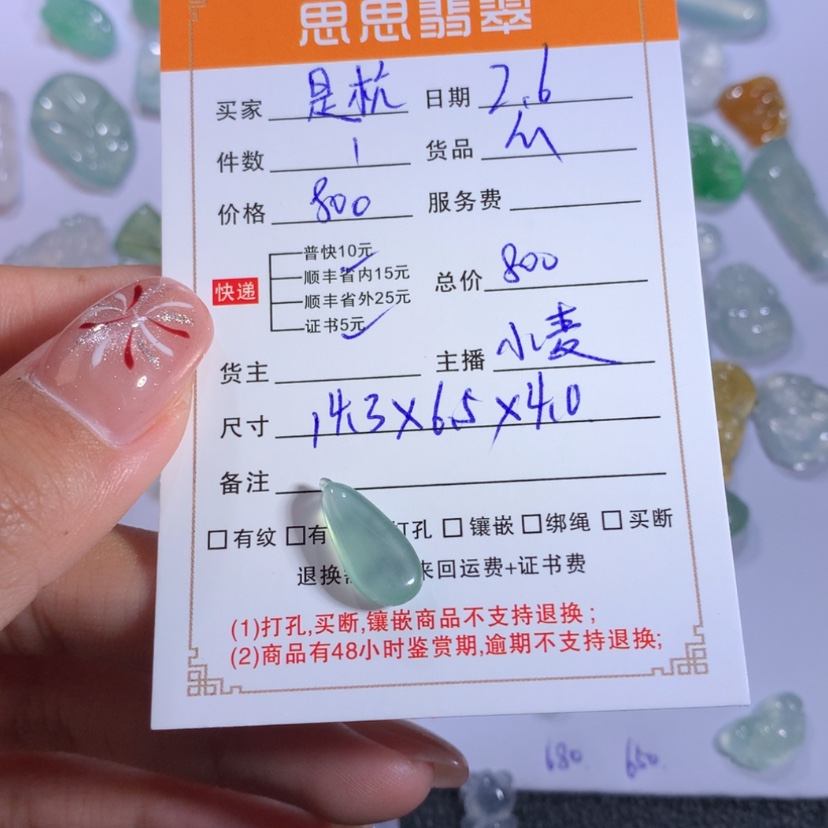 思思翡翠
买家 是杭 日期 2.6
件数 1 货品
价格 800 服务费
快递
普快10元
顺丰省内15元
顺丰省外25元
证书5元
总价 800
货主 主播 小麦
尺寸 14.3×6.5×4.0
备注
有纹 有 打孔 镶嵌 绑绳 买断
退换 来回运费+证书费
(1)打孔,买断,镶嵌商品不支持退换;
(2)商品有48小时鉴赏期,逾期不支持退换;
680. 650.